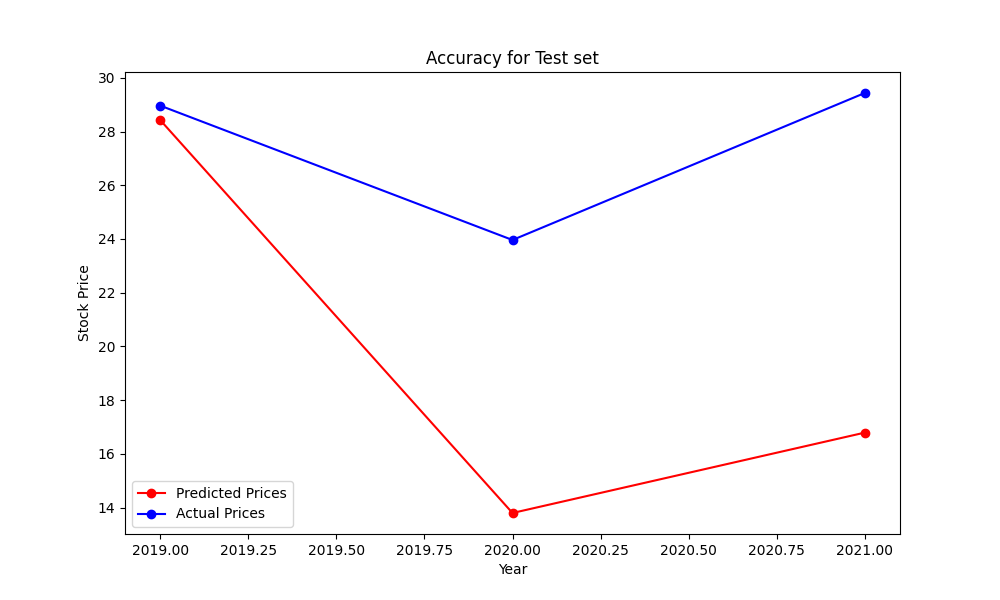 Accuracy for Test set
30
28
26
24
22
20
18
16
14
Stock Price
Predicted Prices
Actual Prices
2019.00 2019.25 2019.50 2019.75 2020.00 2020.25 2020.50 2020.75 2021.00
Year